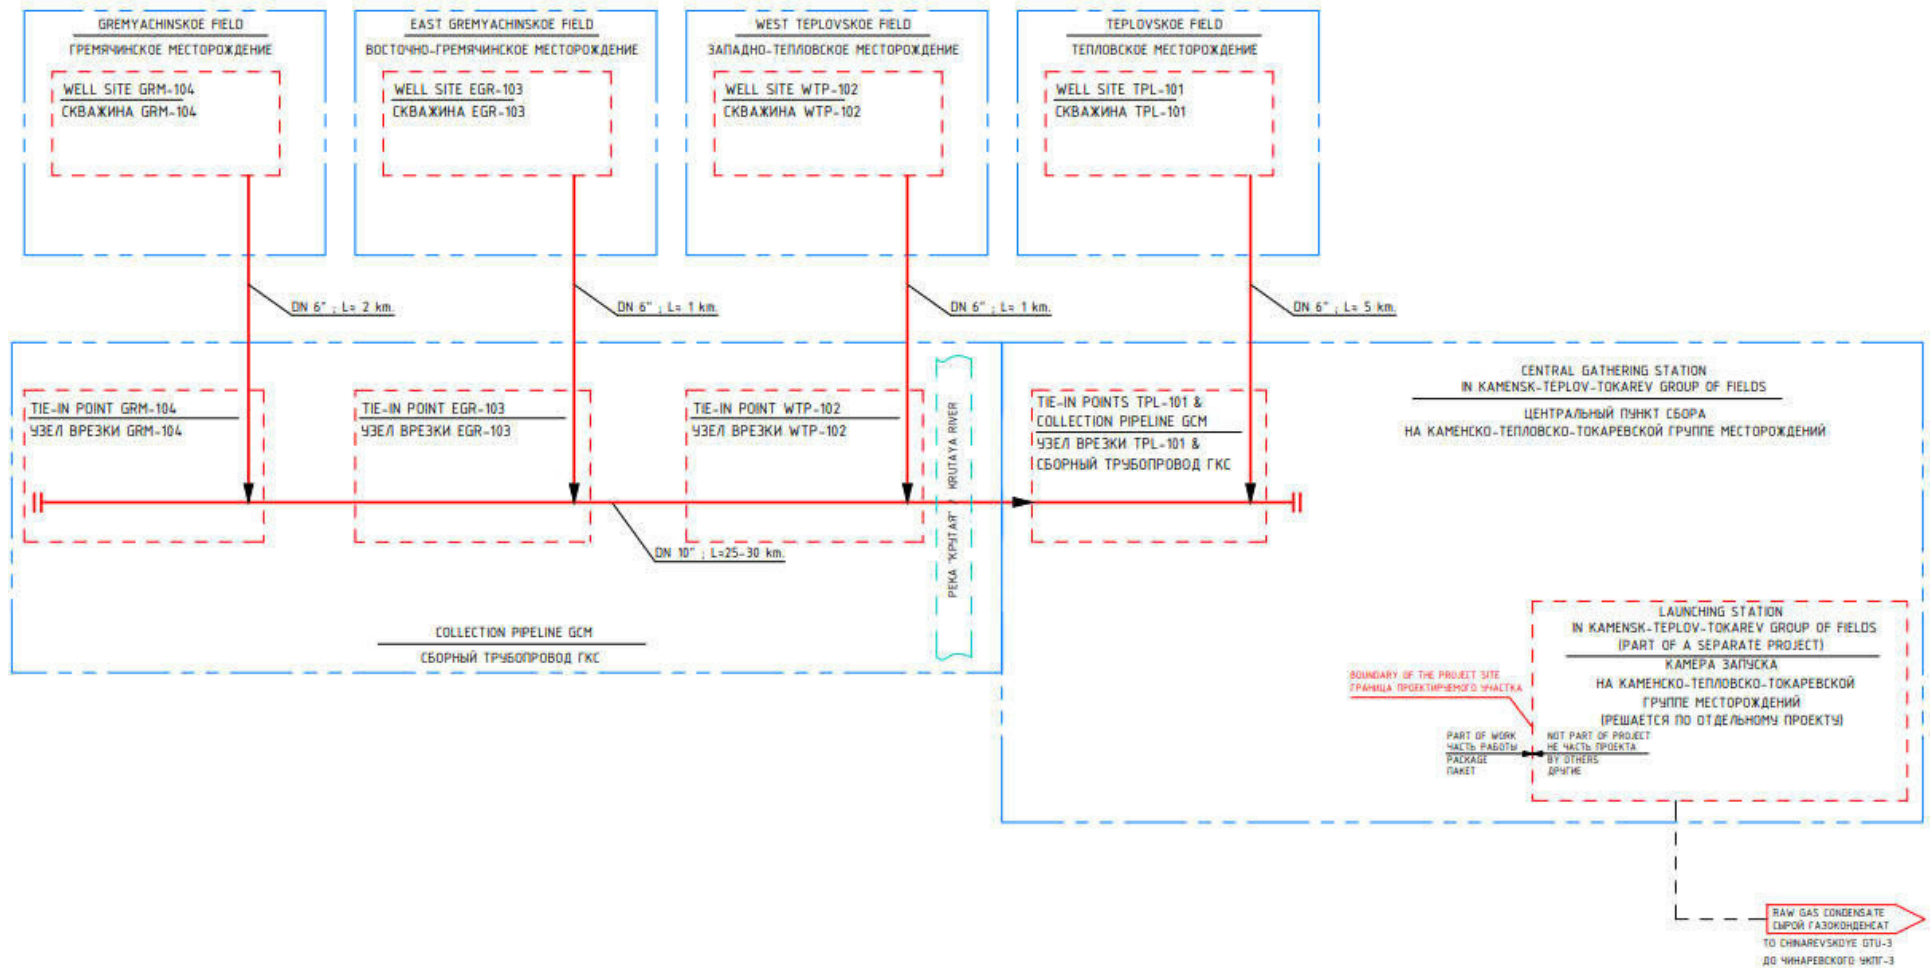 GREMYACHINSKOE FIELD
ГРЕМЯЧИНСКОЕ МЕСТОРОЖДЕНИЕ
WELL SITE GRM-104
СКВАЖИНА GRM-104
EAST GREMYACHINSKOE FIELD
ВОСТОЧНО-ГРЕМЯЧИНСКОЕ МЕСТОРОЖДЕНИЕ
WELL SITE EGR-103
СКВАЖИНА EGR-103
WEST TEPLOVSKOE FIELD
ЗАПАДНО-ТЕПЛОВСКОЕ МЕСТОРОЖДЕНИЕ
WELL SITE WTP-102
СКВАЖИНА WTP-102
TEPLOVSKOE FIELD
ТЕПЛОВСКОЕ МЕСТОРОЖДЕНИЕ
WELL SITE TPL-101
СКВАЖИНА TPL-101
DN 6" ; L= 2 km.
DN 6" ; L= 1 km.
DN 6" ; L= 1 km.
DN 6" ; L= 5 km.
TIE-IN POINT GRM-104
УЗЕЛ ВРЕЗКИ GRM-104
TIE-IN POINT EGR-103
УЗЕЛ ВРЕЗКИ EGR-103
TIE-IN POINT WTP-102
УЗЕЛ ВРЕЗКИ WTP-102
РЕКА "КРУТАЯ" / KRUTAYA RIVER
TIE-IN POINTS TPL-101 &
COLLECTION PIPELINE GCM
УЗЕЛ ВРЕЗКИ TPL-101 &
СБОРНЫЙ ТРУБОПРОВОД ГКС
CENTRAL GATHERING STATION
IN KAMENSK-TEPLOV-TOKAREV GROUP OF FIELDS
ЦЕНТРАЛЬНЫЙ ПУНКТ СБОРА
НА КАМЕНСКО-ТЕПЛОВСКО-ТОКАРЕВСКОЙ ГРУППЕ МЕСТОРОЖДЕНИЙ
DN 10" ; L=25-30 km.
COLLECTION PIPELINE GCM
СБОРНЫЙ ТРУБОПРОВОД ГКС
LAUNCHING STATION
IN KAMENSK-TEPLOV-TOKAREV GROUP OF FIELDS
(PART OF A SEPARATE PROJECT)
КАМЕРА ЗАПУСКА
НА КАМЕНСКО-ТЕПЛОВСКО-ТОКАРЕВСКОЙ
ГРУППЕ МЕСТОРОЖДЕНИЙ
(РЕШАЕТСЯ ПО ОТДЕЛЬНОМУ ПРОЕКТУ)
BOUNDARY OF THE PROJECT SITE
ГРАНИЦА ПРОЕКТИРУЕМОГО УЧАСТКА
PART OF WORK
ЧАСТЬ РАБОТЫ
PACKAGE
ПАКЕТ
NOT PART OF PROJECT
НЕ ЧАСТЬ ПРОЕКТА
BY OTHERS
ДРУГИЕ
RAW GAS CONDENSATE
СЫРОЙ ГАЗОКОНДЕНСАТ
TO CHINAREVSKOYE GTU-3
ДО ЧИНАРЕВСКОГО УКПГ-3